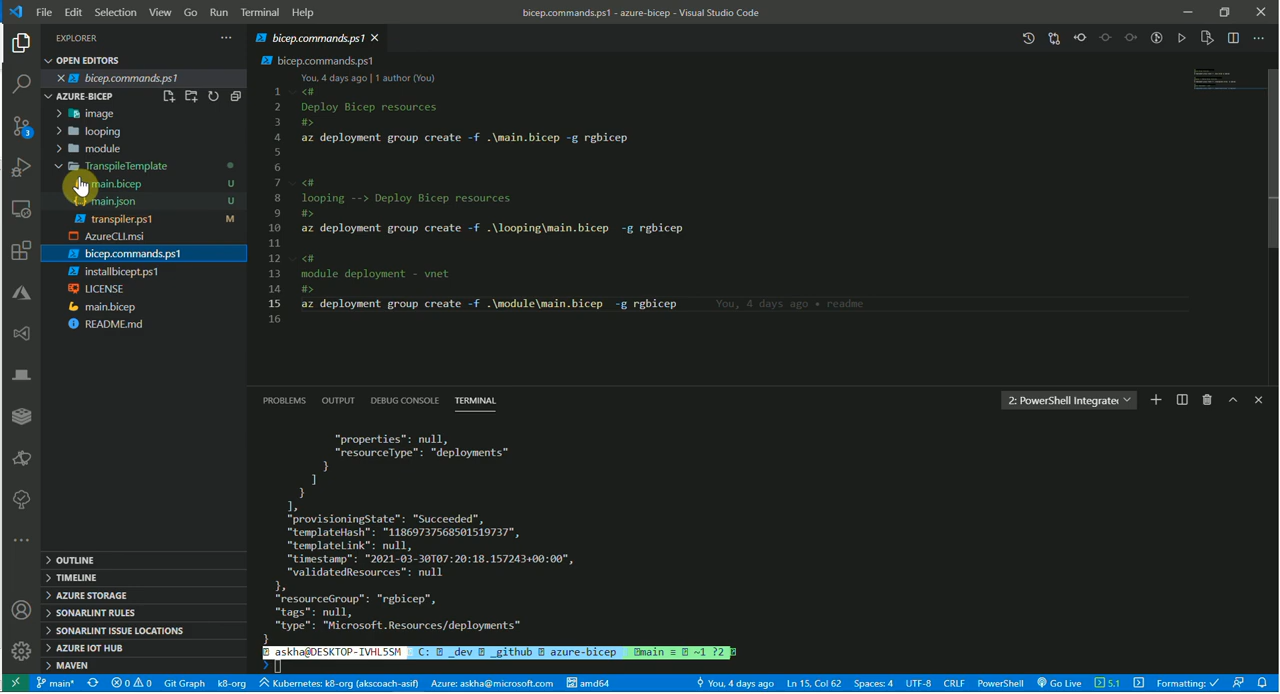 File Edit Selection View Go Run Terminal Help
bicep.commands.ps1 - azure-bicep - Visual Studio Code
EXPLORER
OPEN EDITORS
bicep.commands.ps1
AZURE-BICEP
image
looping
module
TranspileTemplate
main.bicep U
main.json U
transpiler.ps1 M
AzureCLI.msi
bicep.commands.ps1
installbicept.ps1
LICENSE
main.bicep
README.md
OUTLINE
TIMELINE
AZURE STORAGE
SONARLINT RULES
SONARLINT ISSUE LOCATIONS
AZURE IOT HUB
MAVEN
3
bicep.commands.ps1
bicep.commands.ps1
You, 4 days ago | 1 author (You)
1 <#
2 Deploy Bicep resources
3 #>
4 az deployment group create -f .\main.bicep -g rgbicep
5
6
7 <#
8 looping --> Deploy Bicep resources
9 #>
10 az deployment group create -f .\looping\main.bicep -g rgbicep
11
12 <#
13 module deployment - vnet
14 #>
15 az deployment group create -f .\module\main.bicep -g rgbicep You, 4 days ago • readme
16
PROBLEMS OUTPUT DEBUG CONSOLE TERMINAL
2: PowerShell Integrated
"properties": null,
"resourceType": "deployments"
}
]
}
],
"provisioningState": "Succeeded",
"templateHash": "11869737568501519737",
"templateLink": null,
"timestamp": "2021-03-30T07:20:18.157243+00:00",
"validatedResources": null
},
"resourceGroup": "rgbicep",
"tags": null,
"type": "Microsoft.Resources/deployments"
}
askha@DESKTOP-IVHL5SM C: _dev _github azure-bicep main ≡ ~1 ?2
main* 0 0 Git Graph k8-org Kubernetes: k8-org (akscoach-asif) Azure: askha@microsoft.com amd64 You, 4 days ago Ln 15, Col 62 Spaces: 4 UTF-8 CRLF PowerShell Go Live 5.1 Formatting: ✓